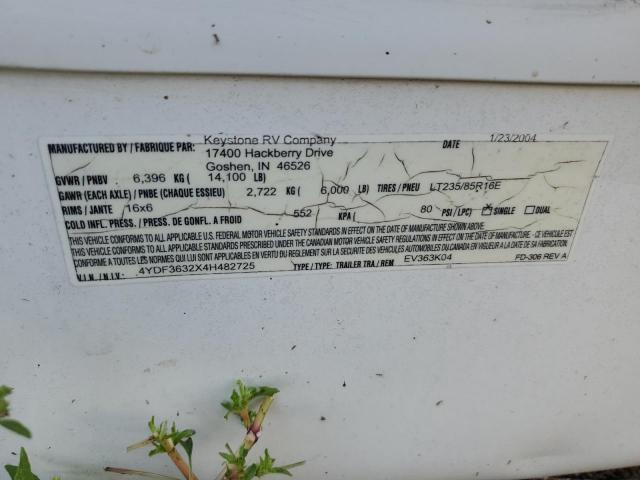 MANUFACTURED BY / FABRIQUE PAR: Keystone RV Company DATE 1/23/2004
17400 Hackberry Drive
Goshen, IN 46526
GVWR / PNBV 6,396 KG ( 14,100 LB)
GAWR (EACH AXLE) / PNBE (CHAQUE ESSIEU) 2,722 KG ( 6,000 LB) TIRES / PNEU LT235/85R16E
RIMS / JANTE 16x6
COLD INFL. PRESS. / PRESS. DE GONFL. A FROID 552 KPA ( 80 PSI / LPC) X SINGLE DUAL
THIS VEHICLE CONFORMS TO ALL APPLICABLE U.S. FEDERAL MOTOR VEHICLE SAFETY STANDARDS IN EFFECT ON THE DATE OF MANUFACTURE SHOWN ABOVE.
THIS VEHICLE CONFORMS TO ALL APPLICABLE STANDARDS PRESCRIBED UNDER THE CANADIAN MOTOR VEHICLE SAFETY REGULATIONS IN EFFECT ON THE DATE OF MANUFACTURE - CE VEHICULE EST
CONFORME A TOUTES LES NORMES QUI LUI SONT APPLICABLES EN VERTU DU REGLEMENT SUR LA SECURITE DES VEHICULES AUTOMOBILES DU CANADA EN VIGUEUR A LA DATE DE SA FABRICATION
V.I.N. / N.I.V. 4YDF3632X4H482725 TYPE / TYPE: TRAILER TRA./ REM. EV363K04 FD-306 REV A